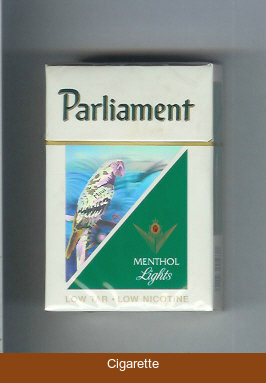 Parliament
MENTHOL
Lights
LOW TAR • LOW NICOTINE
Cigarette